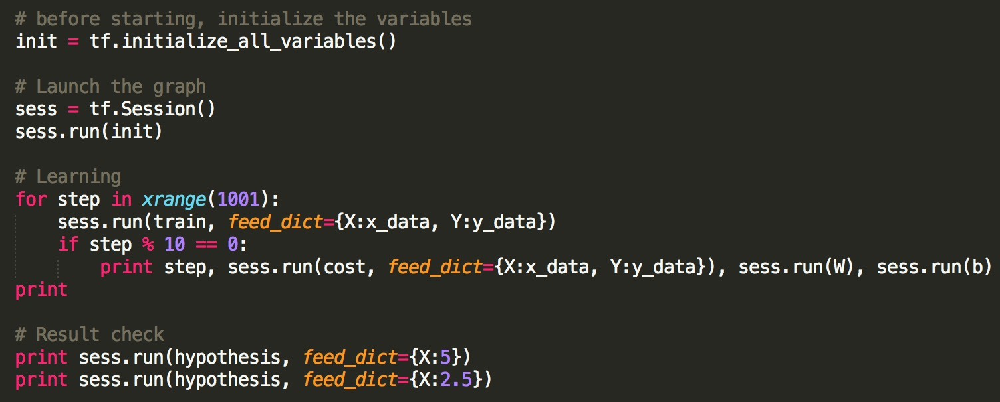 # before starting, initialize the variables
init = tf.initialize_all_variables()
# Launch the graph
sess = tf.Session()
sess.run(init)
# Learning
for step in xrange(1001):
    sess.run(train, feed_dict={X:x_data, Y:y_data})
    if step % 10 == 0:
        print step, sess.run(cost, feed_dict={X:x_data, Y:y_data}), sess.run(W), sess.run(b)
print
# Result check
print sess.run(hypothesis, feed_dict={X:5})
print sess.run(hypothesis, feed_dict={X:2.5})